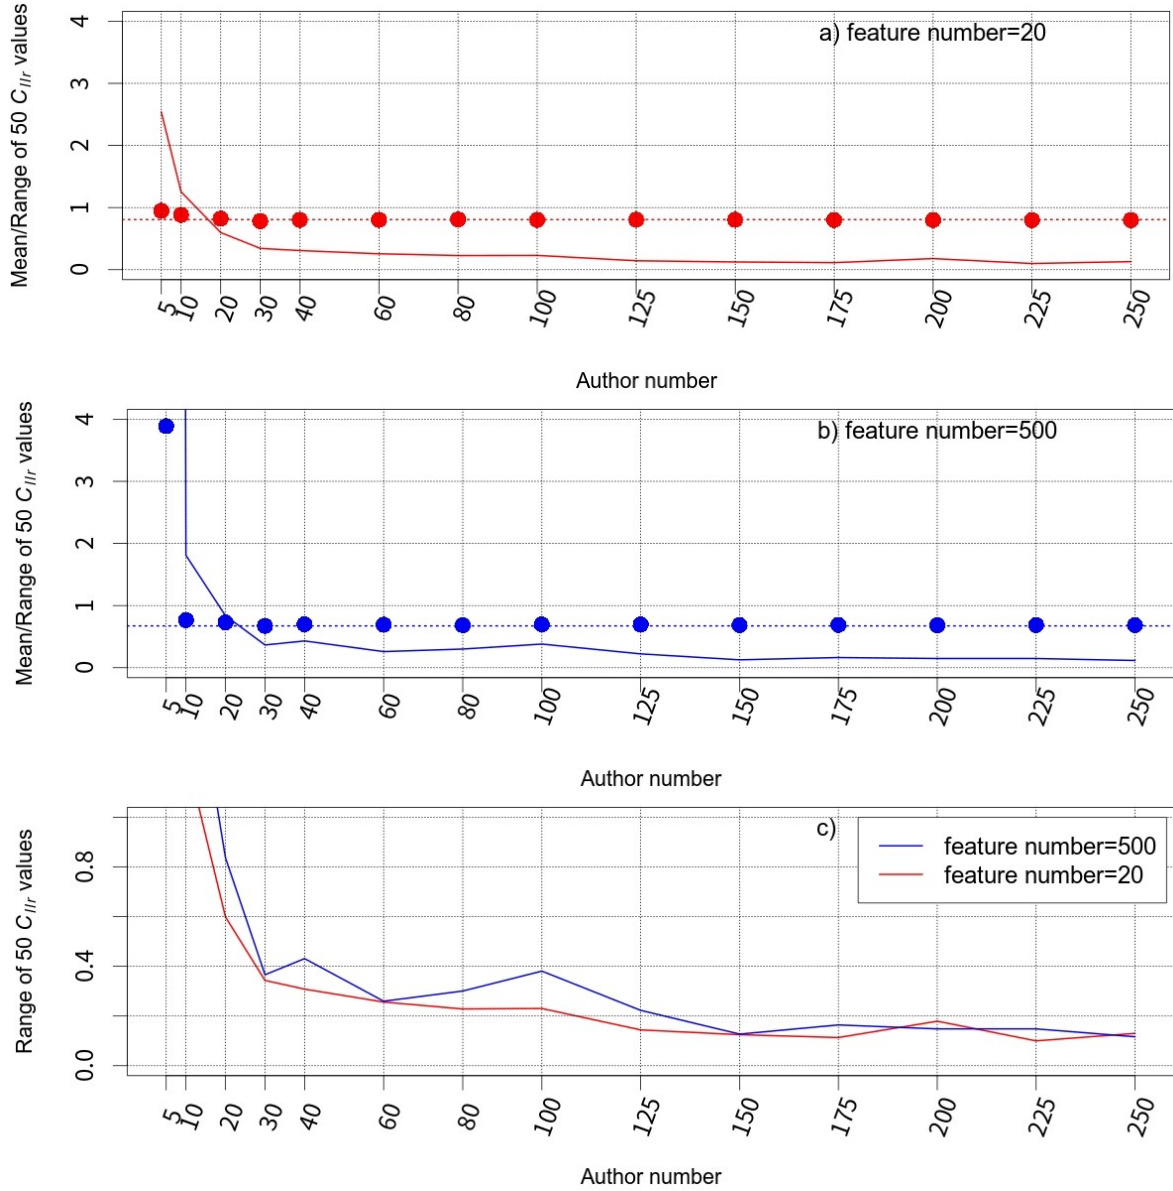 a) feature number=20
Mean/Range of 50 Cllr values
4
3
2
1
0
5 10 20 30 40 60 80 100 125 150 175 200 225 250
Author number
b) feature number=500
Mean/Range of 50 Cllr values
4
3
2
1
0
5 10 20 30 40 60 80 100 125 150 175 200 225 250
Author number
c)
feature number=500
feature number=20
Range of 50 Cllr values
0.8
0.4
0.0
5 10 20 30 40 60 80 100 125 150 175 200 225 250
Author number